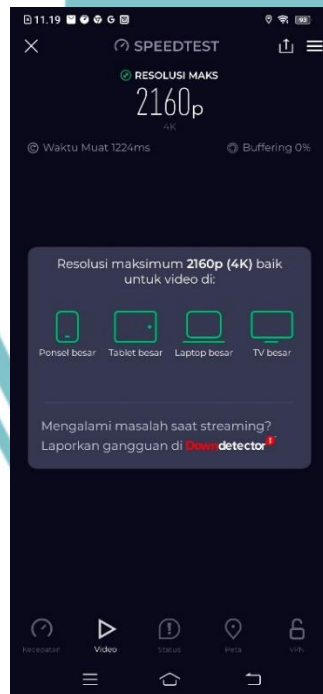 11.19
93
SPEEDTEST
RESOLUSI MAKS
2160p
4K
Waktu Muat 1224ms Buffering 0%
Resolusi maksimum 2160p (4K) baik
untuk video di:
Ponsel besar Tablet besar Laptop besar TV besar
Mengalami masalah saat streaming?
Laporkan gangguan di Downdetector
Kecepatan Video Status Peta VPN